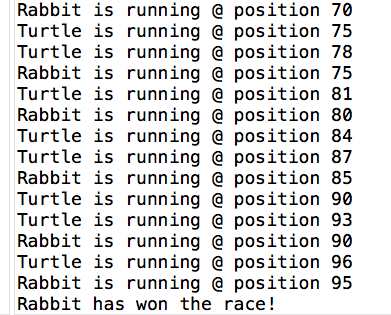 Rabbit is running @ position 70
Turtle is running @ position 75
Turtle is running @ position 78
Rabbit is running @ position 75
Turtle is running @ position 81
Rabbit is running @ position 80
Turtle is running @ position 84
Turtle is running @ position 87
Rabbit is running @ position 85
Turtle is running @ position 90
Turtle is running @ position 93
Rabbit is running @ position 90
Turtle is running @ position 96
Rabbit is running @ position 95
Rabbit has won the race!